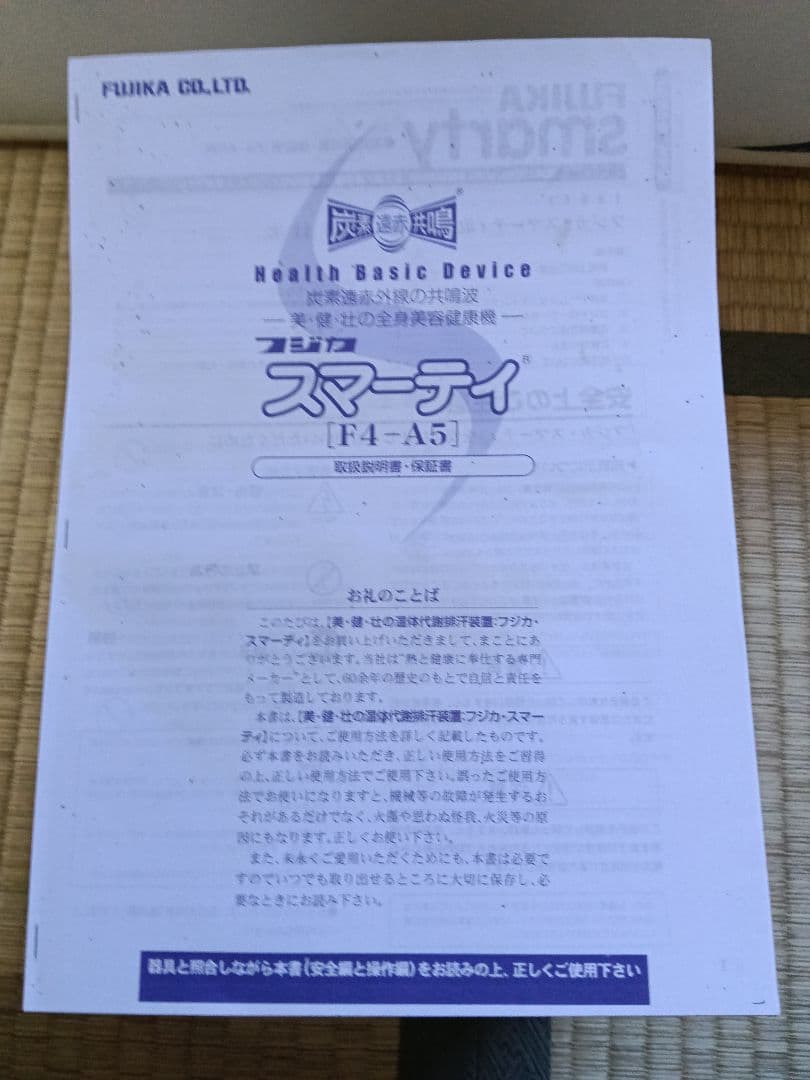 FUJIKA CO.,LTD.
FUJIKA
smarty
炭素遠赤共鳴®
Health Basic Device
炭素遠赤外線の共鳴波
―美・健・壮の全身美容健康機―
フジカ
スマーティ®
[F4-A5]
取扱説明書・保証書
お礼のことば
このたびは、【美・健・壮の温体代謝排汗装置:フジカ・
スマーティ】をお買い上げいただきまして、まことにあ
りがとうございます。当社は“熱と健康に奉仕する専門
メーカー”として、60余年の歴史のもとで自信と責任を
もって製造しております。
本書は、【美・健・壮の温体代謝排汗装置:フジカ・スマー
ティ】について、ご使用方法を詳しく記載したものです。
必ず本書をお読みいただき、正しい使用方法をご習得
の上、正しい使用方法でご使用下さい。誤ったご使用方
法でお使いになりますと、機械等の故障が発生するお
それがあるだけでなく、火傷や思わぬ怪我、火災等の原
因にもなります。正しくお使い下さい。
また、末永くご愛用いただくためにも、本書は必要で
すのでいつでも取り出せるところに大切に保存し、必
要なときにお読み下さい。
器具と照合しながら本書(安全編と操作編)をお読みの上、正しくご使用下さい